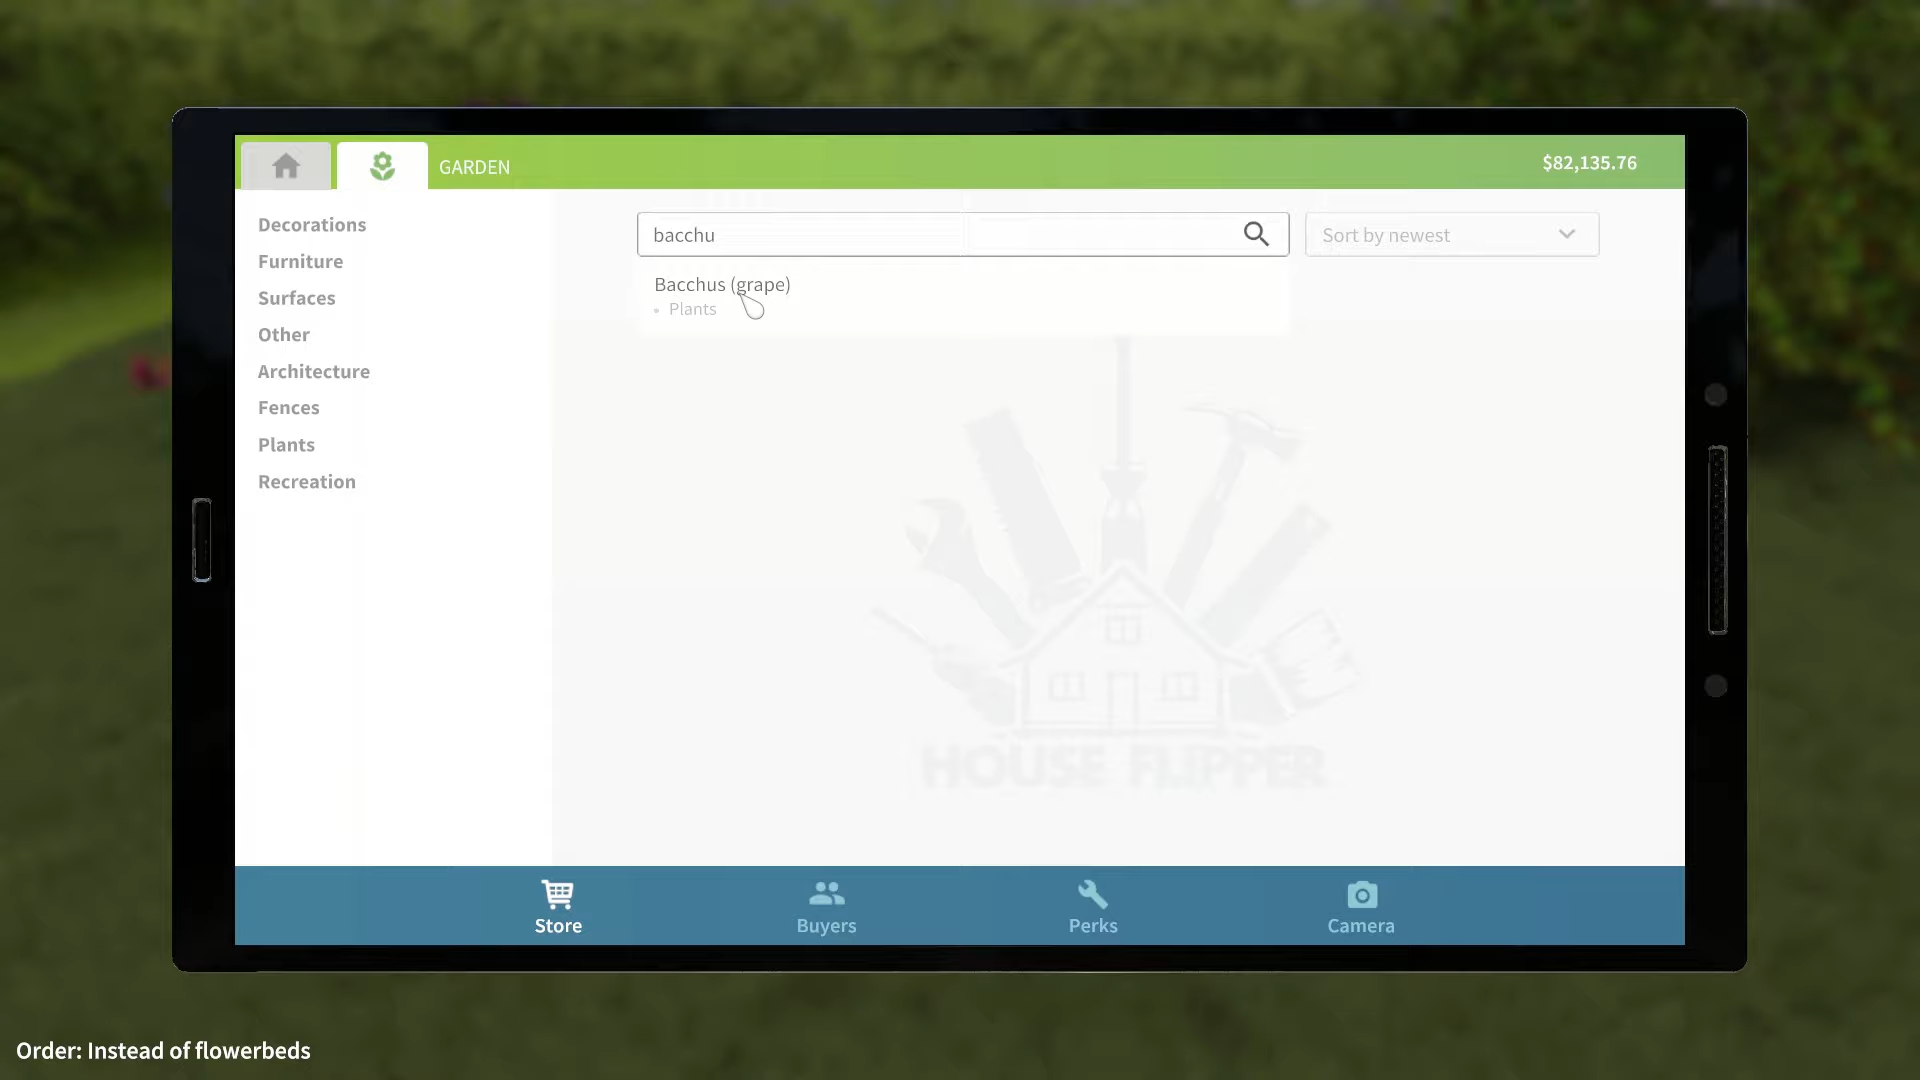 GARDEN
$82,135.76
Decorations
Furniture
Surfaces
Other
Architecture
Fences
Plants
Recreation
bacchu
Sort by newest
Bacchus (grape)
• Plants
HOUSE FLIPPER
Store
Buyers
Perks
Camera
Order: Instead of flowerbeds